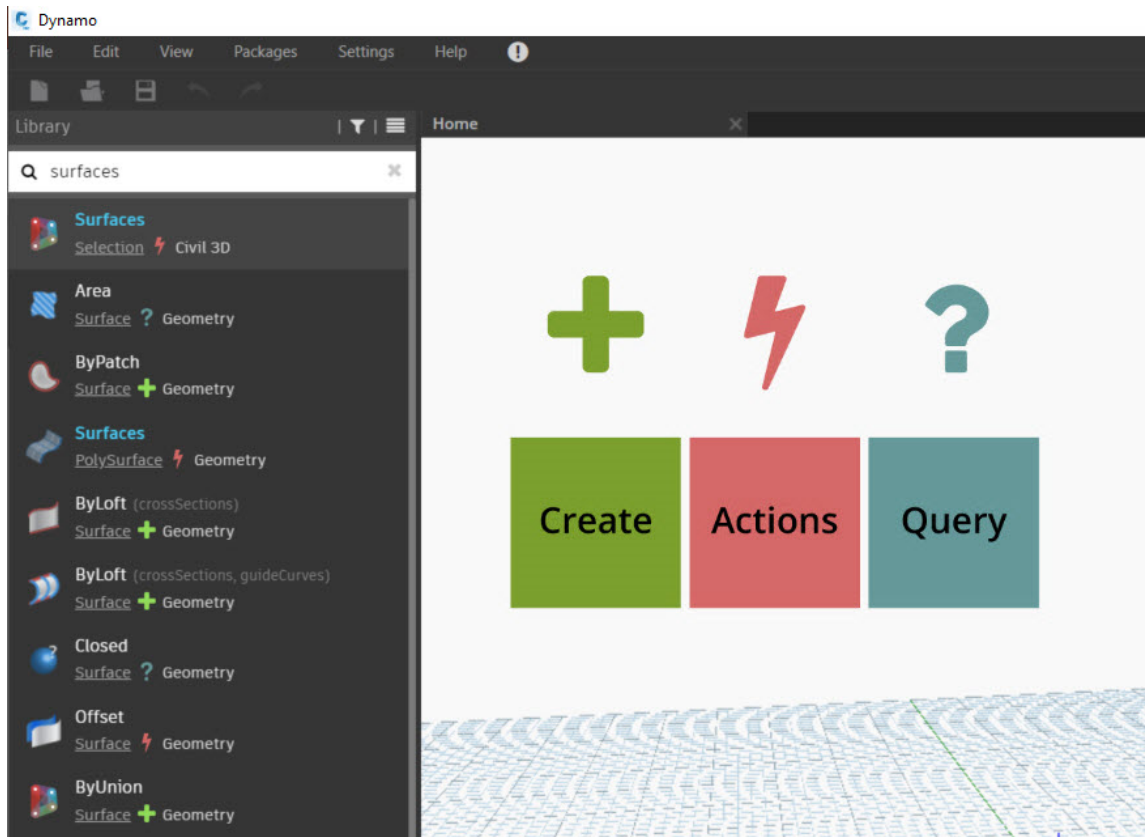 Dynamo
File Edit View Packages Settings Help
Library
Home
surfaces
Surfaces
Selection Civil 3D
Area
Surface ? Geometry
ByPatch
Surface Geometry
Surfaces
PolySurface Geometry
ByLoft (crossSections)
Surface Geometry
ByLoft (crossSections, guideCurves)
Surface Geometry
Closed
Surface ? Geometry
Offset
Surface Geometry
ByUnion
Surface Geometry
?
Create Actions Query